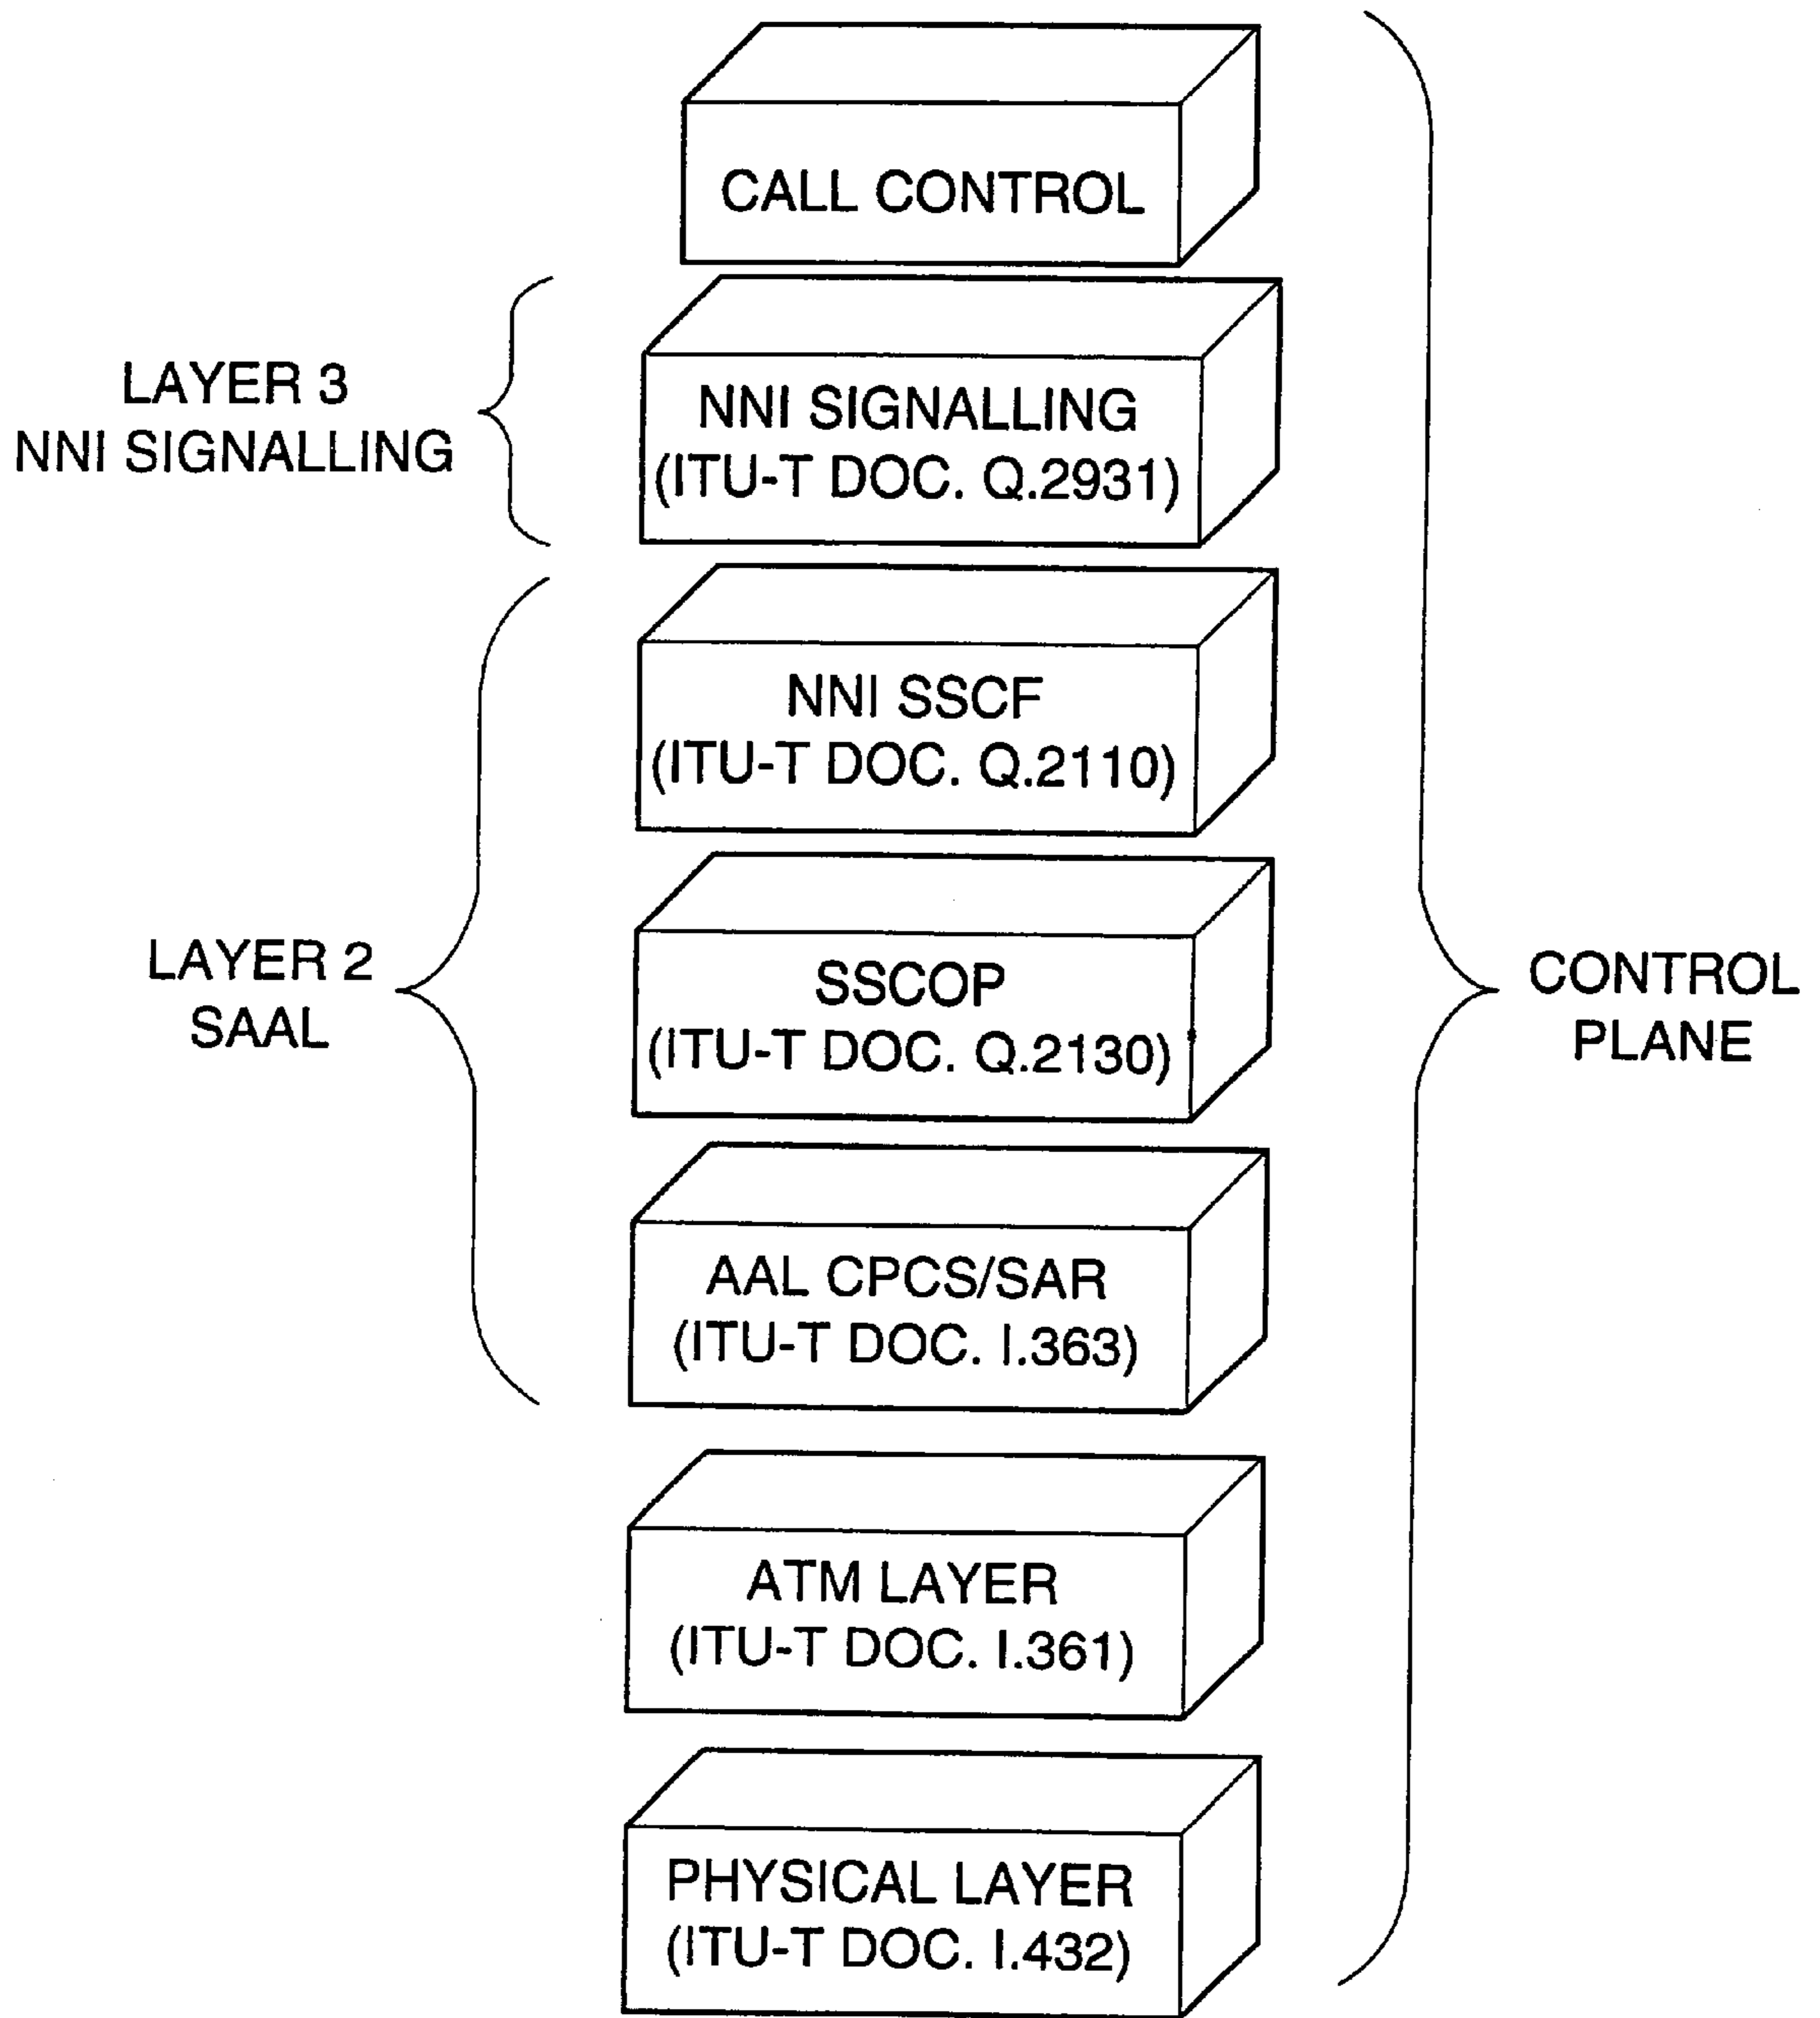 CALL CONTROL
LAYER 3
NNI SIGNALLING
NNI SIGNALLING
(ITU-T DOC. Q.2931)
NNI SSCF
(ITU-T DOC. Q.2110)
LAYER 2
SAAL
SSCOP
(ITU-T DOC. Q.2130)
CONTROL
PLANE
AAL CPCS/SAR
(ITU-T DOC. I.363)
ATM LAYER
(ITU-T DOC. I.361)
PHYSICAL LAYER
(ITU-T DOC. I.432)